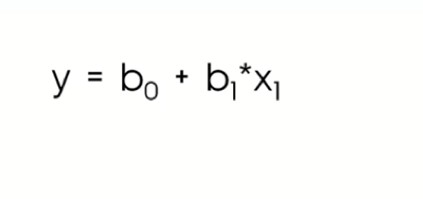 y = b₀ + b₁*x₁